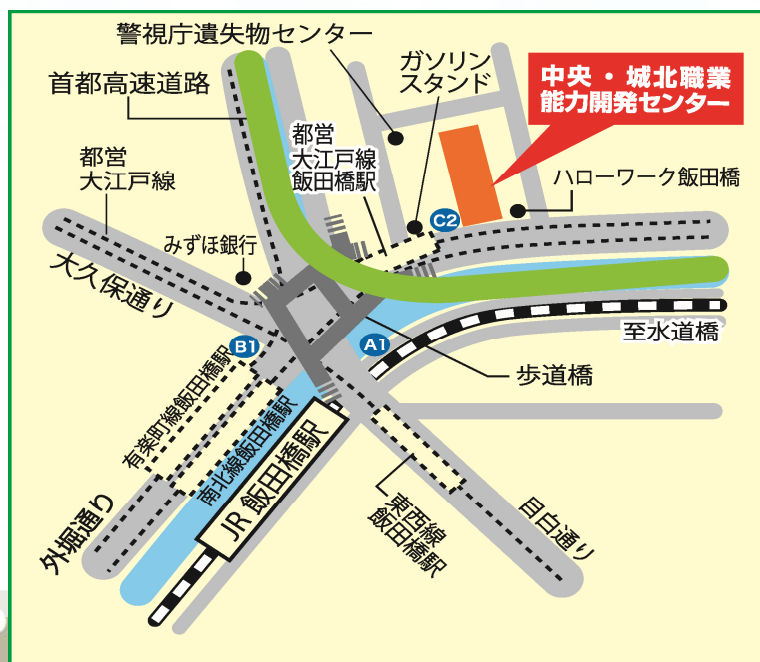 警視庁遺失物センター
ガソリン
スタンド
中央・城北職業
能力開発センター
首都高速道路
都営
大江戸線
飯田橋駅
都営
大江戸線
ハローワーク飯田橋
C2
みずほ銀行
大久保通り
至水道橋
B1
A1
歩道橋
有楽町線飯田橋駅
南北線飯田橋駅
JR 飯田橋駅
東西線
飯田橋駅
目白通り
外堀通り